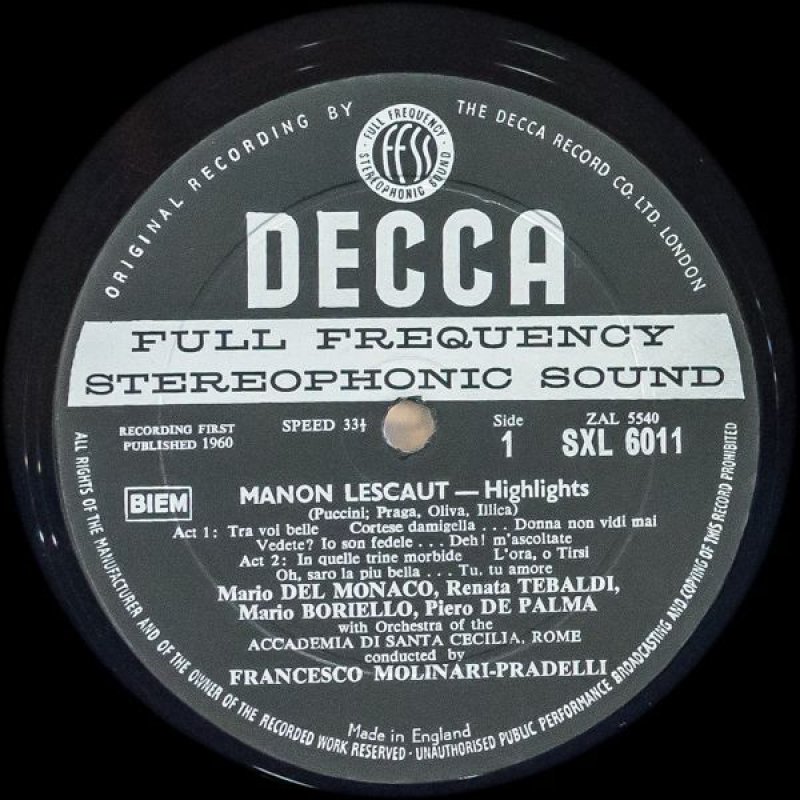 ORIGINAL RECORDING BY THE DECCA RECORD CO. LTD. LONDON
FULL FREQUENCY
FFSS
STEREOPHONIC SOUND
DECCA
FULL FREQUENCY
STEREOPHONIC SOUND
RECORDING FIRST
PUBLISHED 1960
SPEED 33⅓
Side
1
ZAL 5540
SXL 6011
BIEM
MANON LESCAUT — Highlights
(Puccini; Praga, Oliva, Illica)
Act 1: Tra voi belle Cortese damigella . . . Donna non vidi mai
Vedete? Io son fedele . . . Deh! m'ascoltate
Act 2: In quelle trine morbide L'ora, o Tirsi
Oh, saro la piu bella . . . Tu, tu amore
Mario DEL MONACO, Renata TEBALDI,
Mario BORIELLO, Piero DE PALMA
with Orchestra of the
ACCADEMIA DI SANTA CECILIA, ROME
conducted by
FRANCESCO MOLINARI-PRADELLI
Made in England
ALL RIGHTS OF THE MANUFACTURER AND OF THE OWNER OF THE RECORDED WORK RESERVED - UNAUTHORISED PUBLIC PERFORMANCE BROADCASTING AND COPYING OF THIS RECORD PROHIBITED